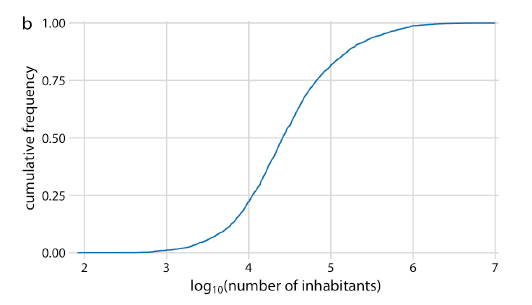 b
1.00
0.75
0.50
0.25
0.00
cumulative frequency
2 3 4 5 6 7
log₁₀(number of inhabitants)